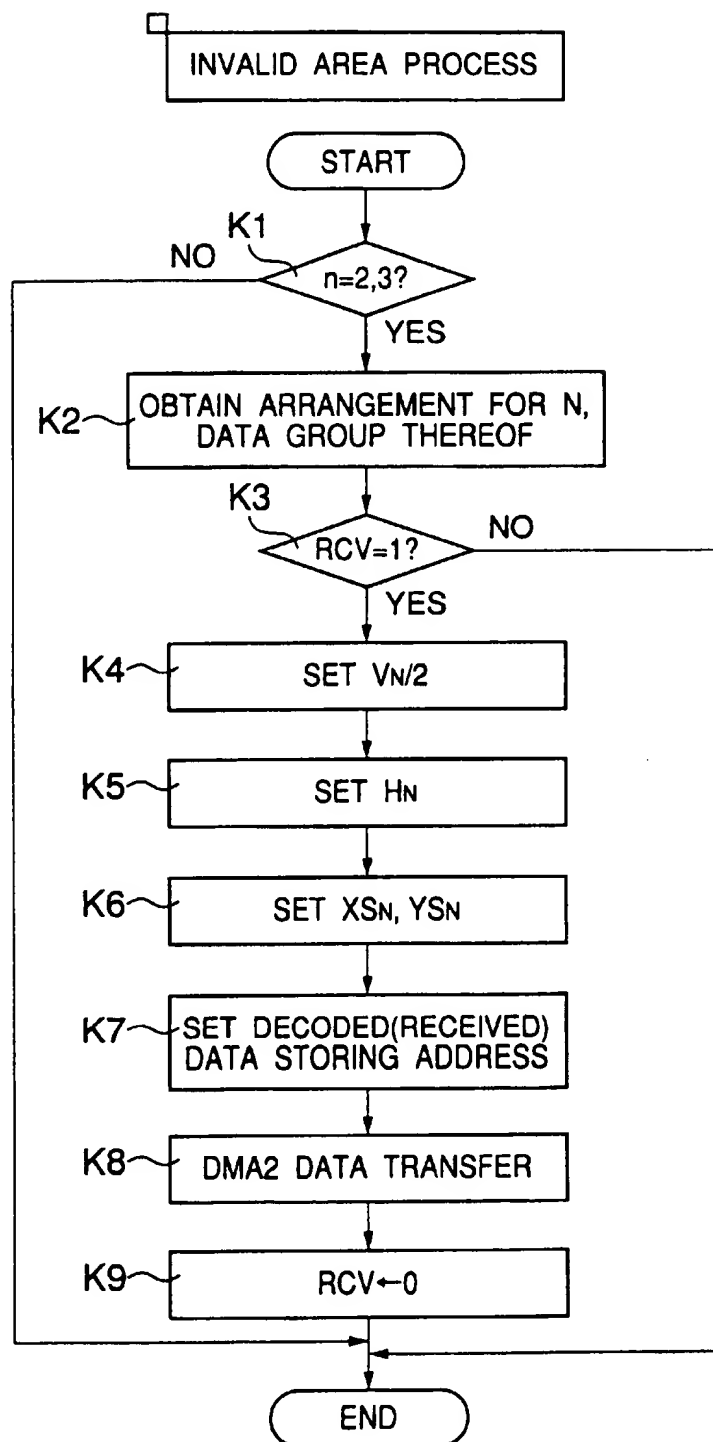 INVALID AREA PROCESS
START
K1
NO
n=2,3?
YES
K2
OBTAIN ARRANGEMENT FOR N,
DATA GROUP THEREOF
K3
NO
RCV=1?
YES
K4
SET VN/2
K5
SET HN
K6
SET XSN, YSN
K7
SET DECODED(RECEIVED)
DATA STORING ADDRESS
K8
DMA2 DATA TRANSFER
K9
RCV←0
END